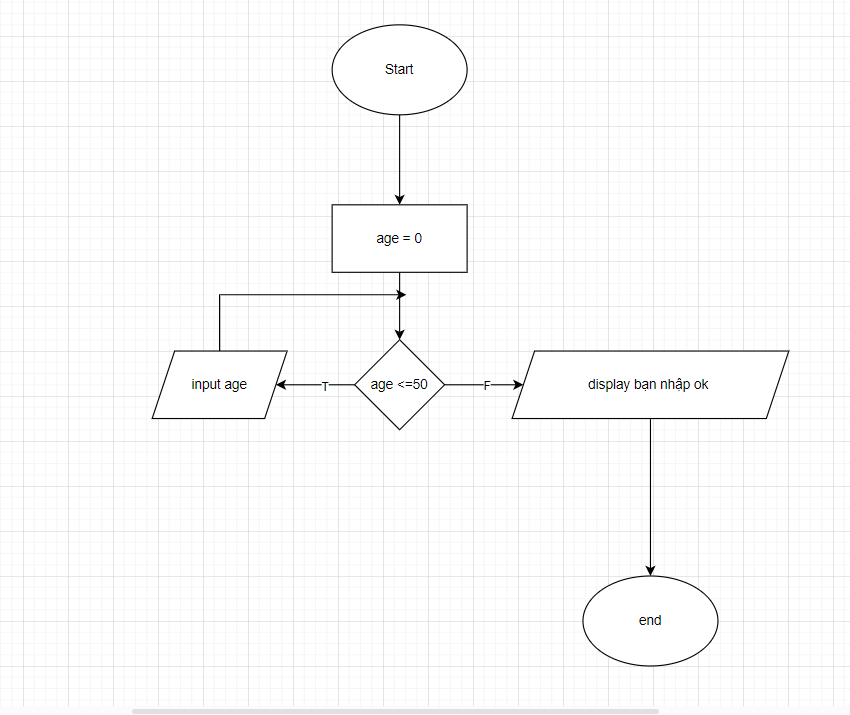 Start
age = 0
input age
T
age <=50
F
display bạn nhập ok
end